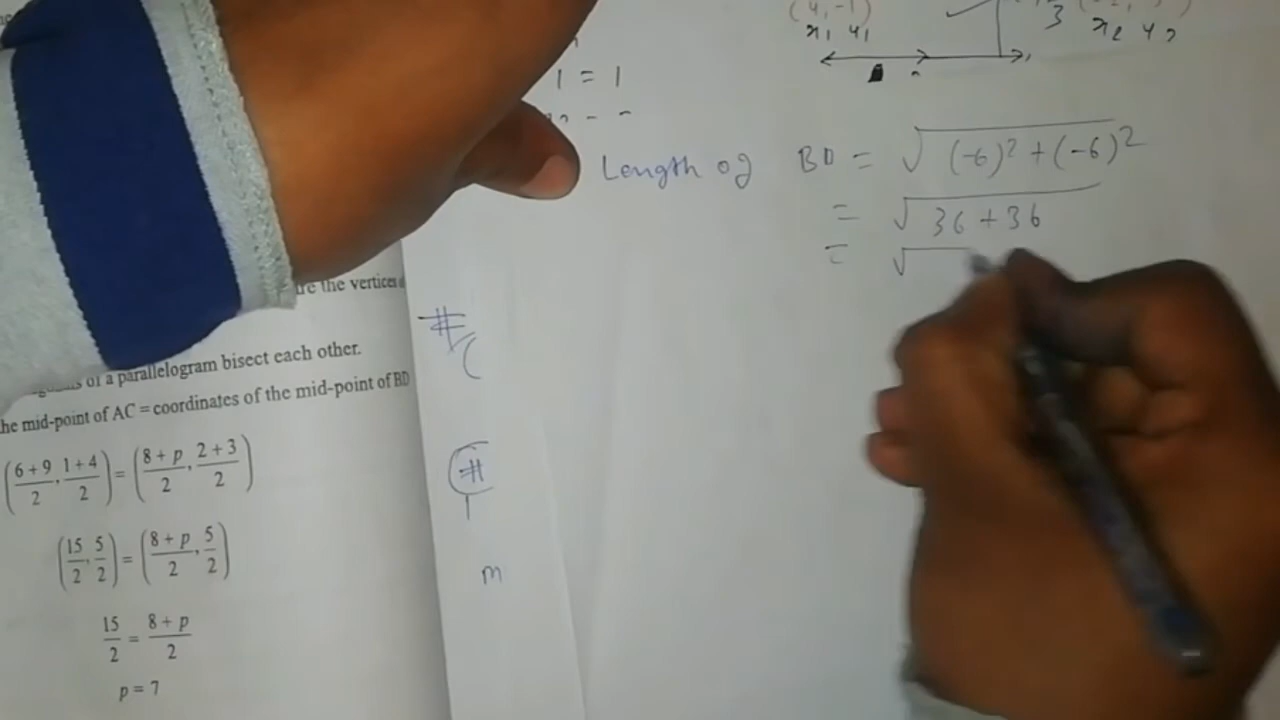 (4, -1)
x₁ y₁
3 x₂ y₂
1 = 1
Length of BD = √(-6)² + (-6)²
= √36 + 36
= √
are the vertices
of a parallelogram bisect each other.
the mid-point of AC = coordinates of the mid-point of BD
(6 + 9/2, 1 + 4/2) = (8 + p/2, 2 + 3/2)
(15/2, 5/2) = (8 + p/2, 5/2)
15/2 = 8 + p/2
p = 7
#
(
#
m